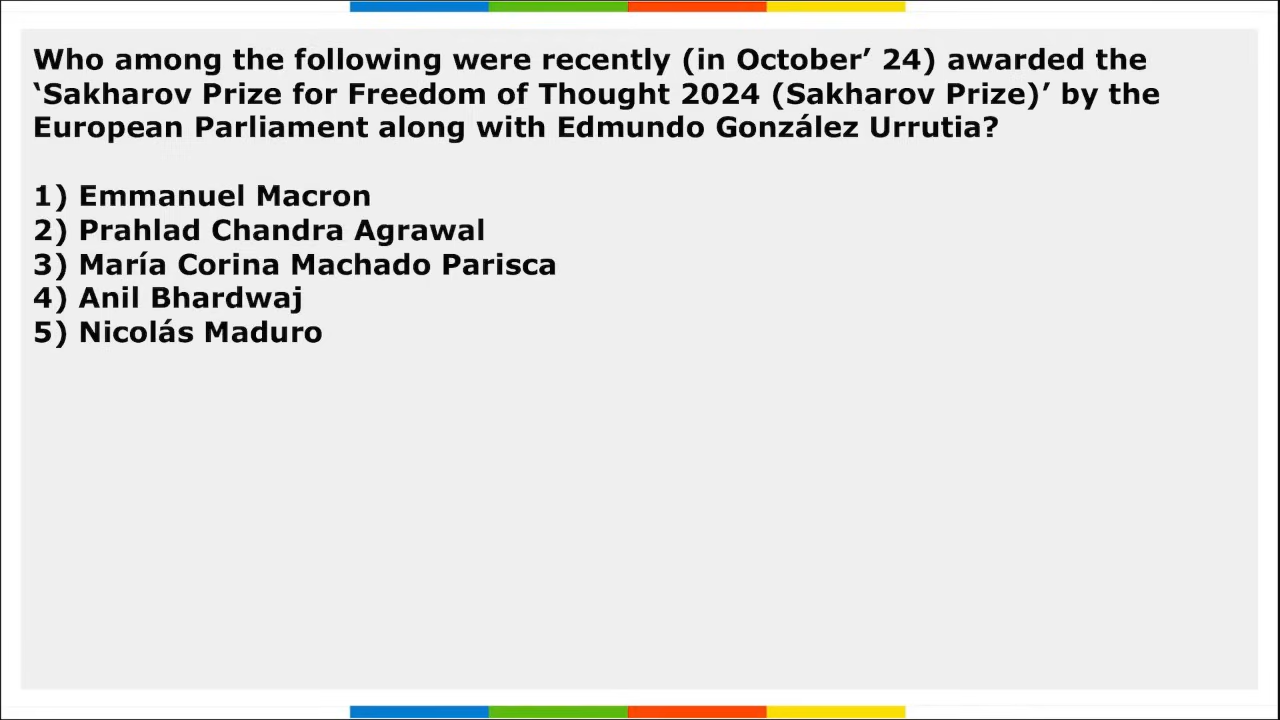 Who among the following were recently (in October’ 24) awarded the
‘Sakharov Prize for Freedom of Thought 2024 (Sakharov Prize)’ by the
European Parliament along with Edmundo González Urrutia?
1) Emmanuel Macron
2) Prahlad Chandra Agrawal
3) María Corina Machado Parisca
4) Anil Bhardwaj
5) Nicolás Maduro